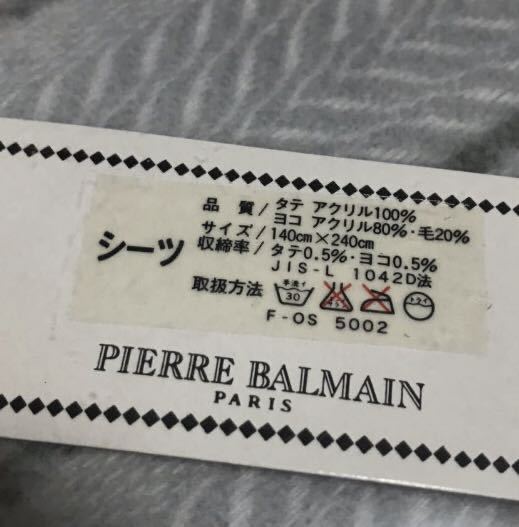 シーツ
品 質/タテ アクリル100%
ヨコ アクリル80%・毛20%
サイズ/140cm×240cm
収締率/タテ0.5%・ヨコ0.5%
JIS-L 1042D法
取扱方法
手洗イ
30
ドライ
F-OS 5002
PIERRE BALMAIN
PARIS